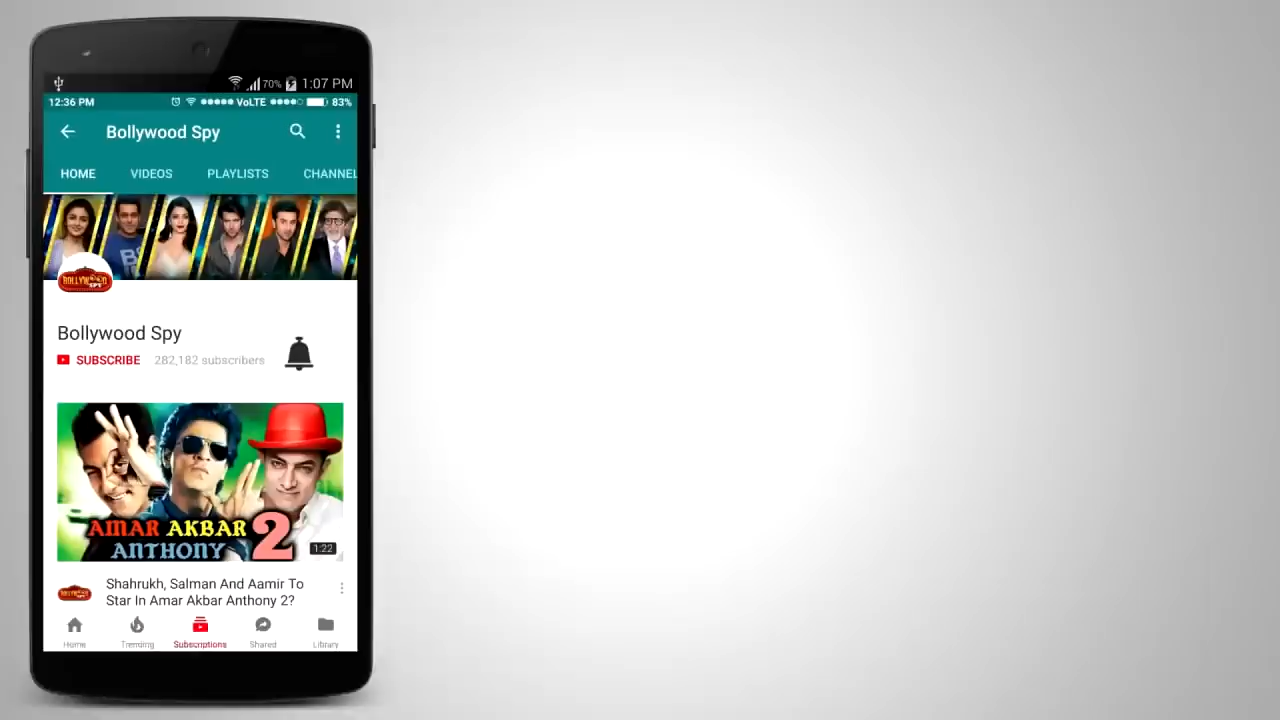 70% 1:07 PM
12:36 PM VoLTE 83%
Bollywood Spy
HOME VIDEOS PLAYLISTS CHANNEL
BOLLYWOOD
SPY
Bollywood Spy
SUBSCRIBE 282,182 subscribers
AMAR AKBAR
ANTHONY 2
1:22
Shahrukh, Salman And Aamir To
Star In Amar Akbar Anthony 2?
Home Trending Subscriptions Shared Library